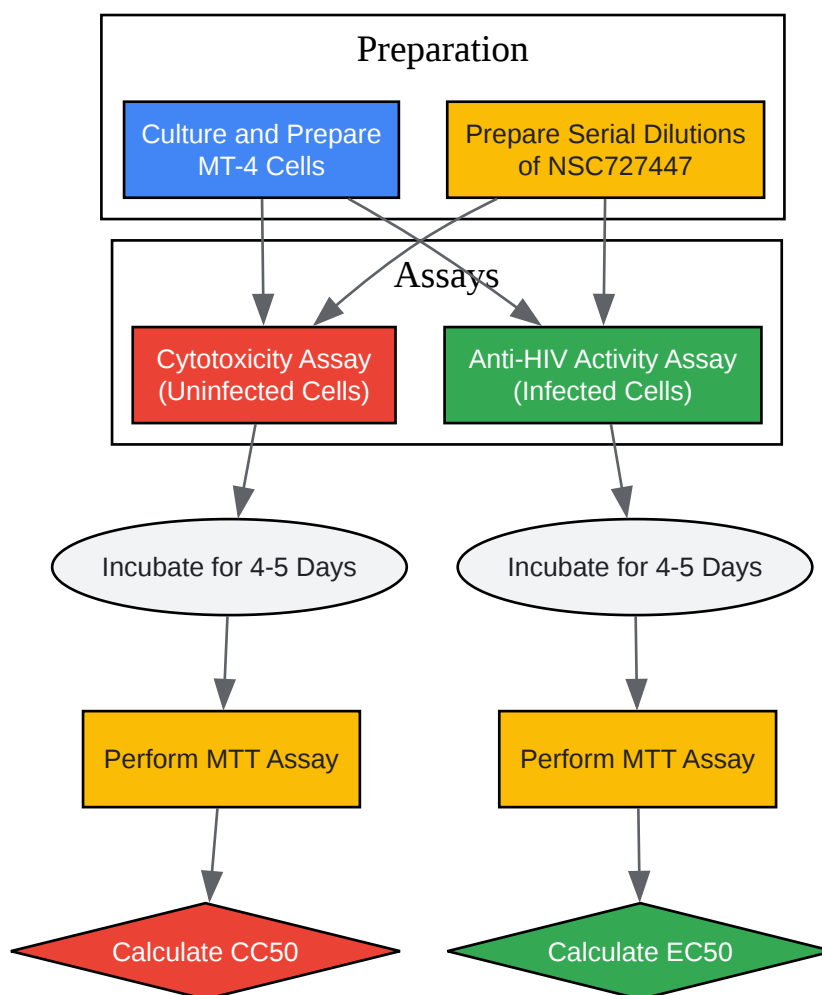 Preparation
Culture and Prepare
MT-4 Cells
Prepare Serial Dilutions
of NSC727447
Assays
Cytotoxicity Assay
(Uninfected Cells)
Anti-HIV Activity Assay
(Infected Cells)
Incubate for 4-5 Days
Incubate for 4-5 Days
Perform MTT Assay
Perform MTT Assay
Calculate CC50
Calculate EC50